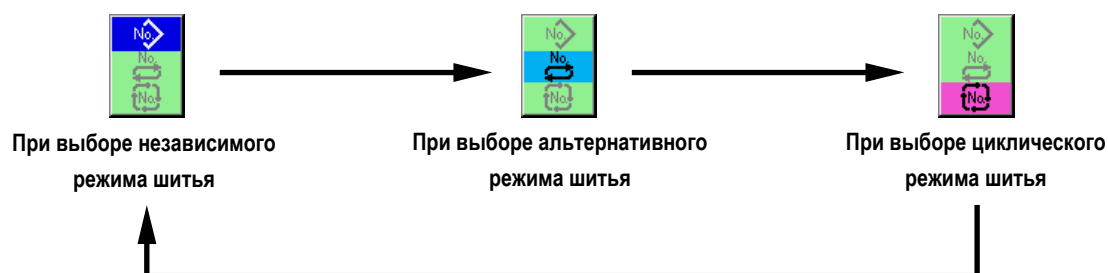 No.
No.
No.
No.
No.
No.
No.
No.
No.
При выборе независимого
режима шитья
При выборе альтернативного
режима шитья
При выборе циклического
режима шитья